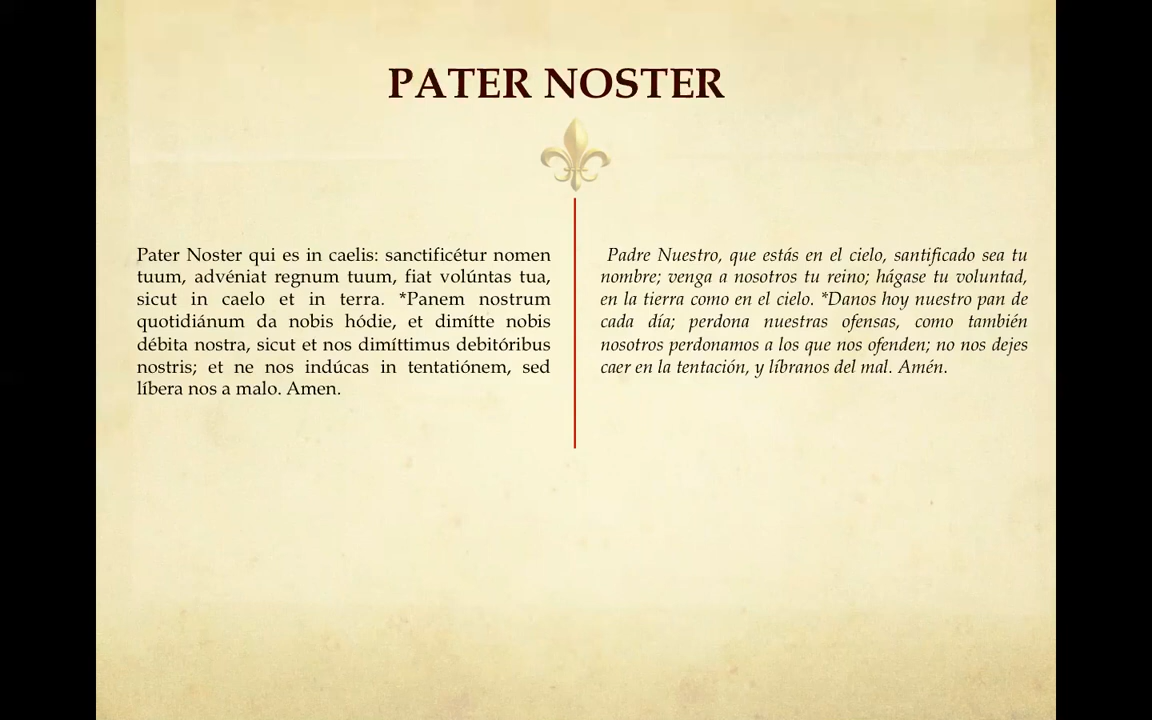 PATER NOSTER
Pater Noster qui es in caelis: sanctificétur nomen
tuum, advéniat regnum tuum, fiat volúntas tua,
sicut in caelo et in terra. *Panem nostrum
quotidiánum da nobis hódie, et dimítte nobis
débita nostra, sicut et nos dimíttimus debitóribus
nostris; et ne nos indúcas in tentatiónem, sed
líbera nos a malo. Amen.
Padre Nuestro, que estás en el cielo, santificado sea tu
nombre; venga a nosotros tu reino; hágase tu voluntad,
en la tierra como en el cielo. *Danos hoy nuestro pan de
cada día; perdona nuestras ofensas, como también
nosotros perdonamos a los que nos ofenden; no nos dejes
caer en la tentación, y líbranos del mal. Amén.